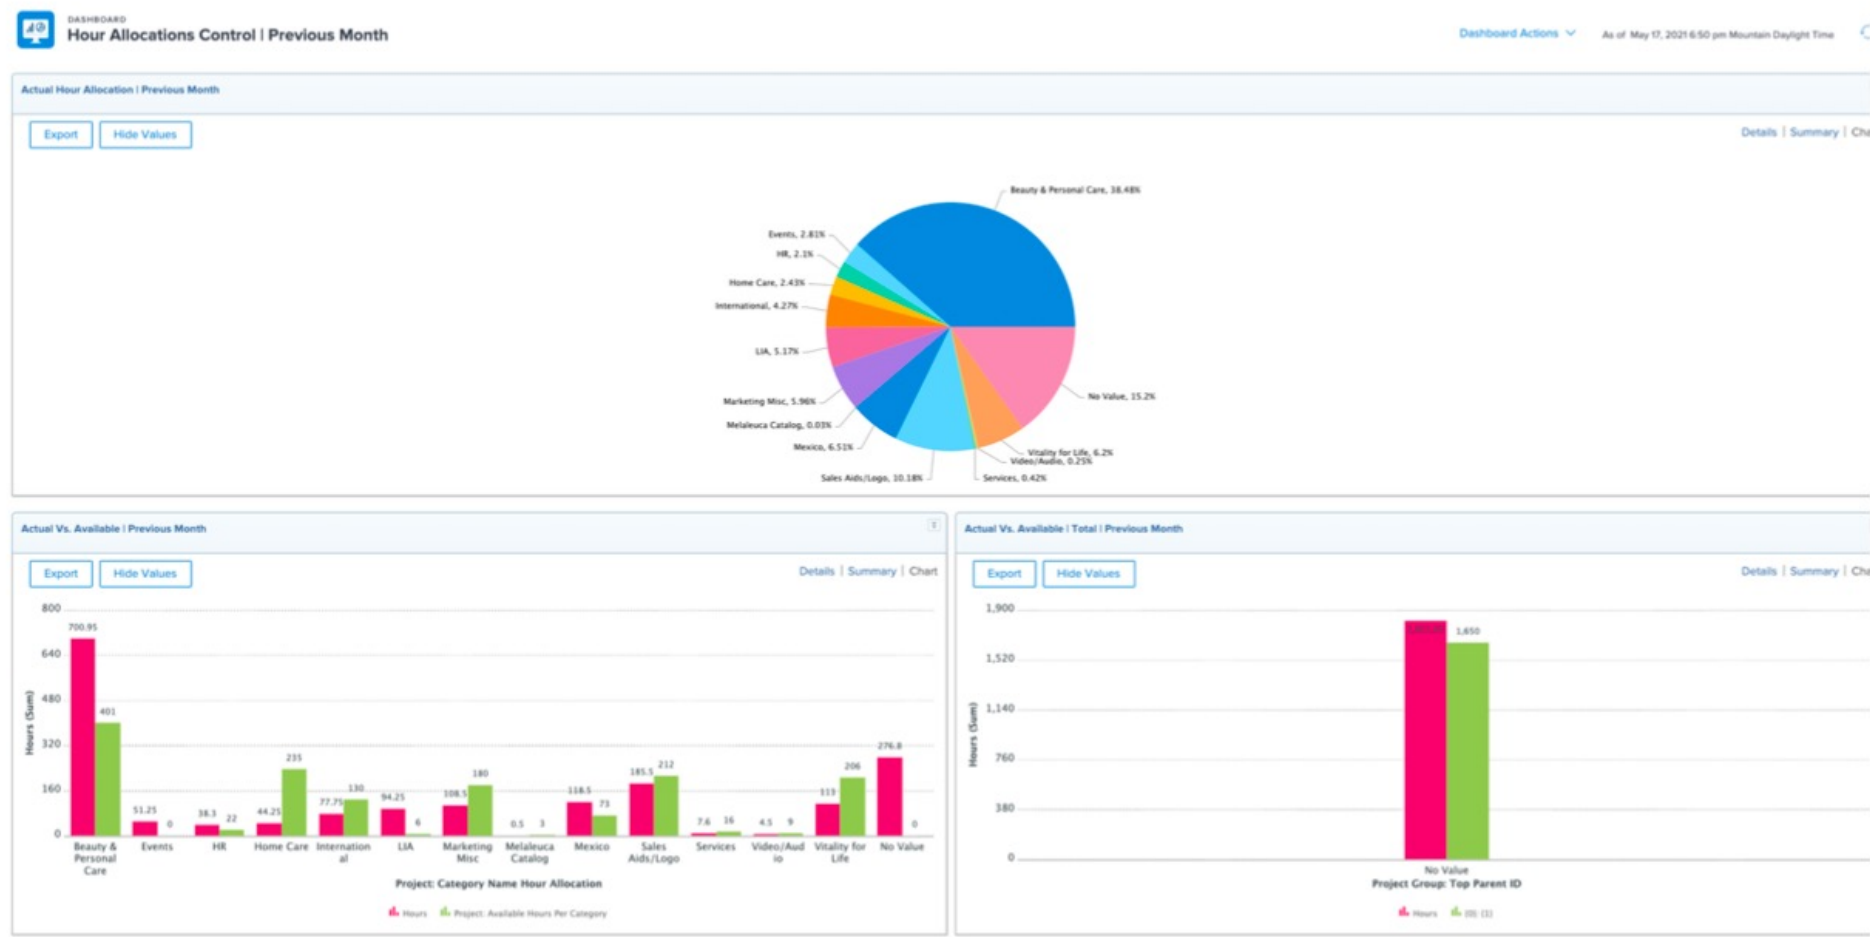 DASHBOARD
Hour Allocations Control | Previous Month
Dashboard Actions
As of May 17, 2021 6:50 pm Mountain Daylight Time
Actual Hour Allocation | Previous Month
Export
Hide Values
Details | Summary | Cha
Beauty & Personal Care, 38.48%
Events, 2.81%
HR, 2.1%
Home Care, 2.43%
International, 4.27%
LIA, 5.17%
Marketing Misc, 5.96%
Melaleuca Catalog, 0.03%
Mexico, 6.51%
Sales Aids/Logo, 10.18%
Services, 0.42%
Video/Audio, 0.25%
Vitality for Life, 6.2%
No Value, 15.2%
Actual Vs. Available | Previous Month
Export
Hide Values
Details | Summary | Chart
800
640
480
320
160
0
Hours (Sum)
700.95
401
51.25
0
38.3
22
44.25
235
77.75
130
94.25
6
108.5
180
0.5
3
118.5
73
185.5
212
7.6
16
4.5
9
113
206
276.8
0
Beauty &
Personal
Care
Events
HR
Home Care
Internation
al
LIA
Marketing
Misc
Melaleuca
Catalog
Mexico
Sales
Aids/Logo
Services
Video/Aud
io
Vitality for
Life
No Value
Project: Category Name Hour Allocation
Hours
Project: Available Hours Per Category
Actual Vs. Available | Total | Previous Month
Export
Hide Values
Details | Summary | Cha
1,900
1,520
1,140
760
380
0
Hours (Sum)
1,650
No Value
Project Group: Top Parent ID
Hours
(0) (1)